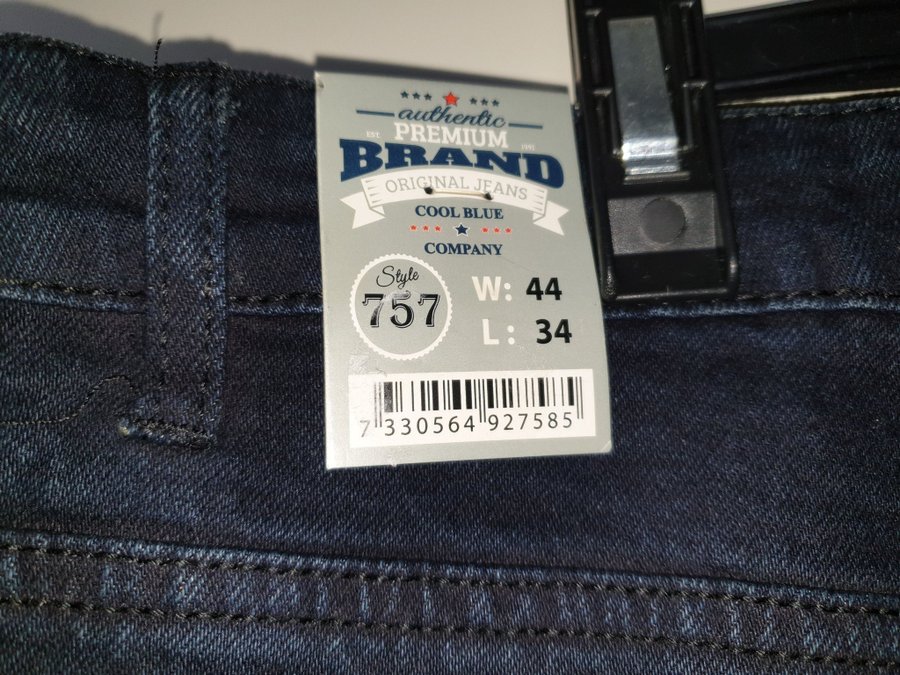 authentic
PREMIUM
EST. 1991
BRAND
ORIGINAL JEANS
COOL BLUE
COMPANY
Style
757
W: 44
L: 34
7 330564 927585